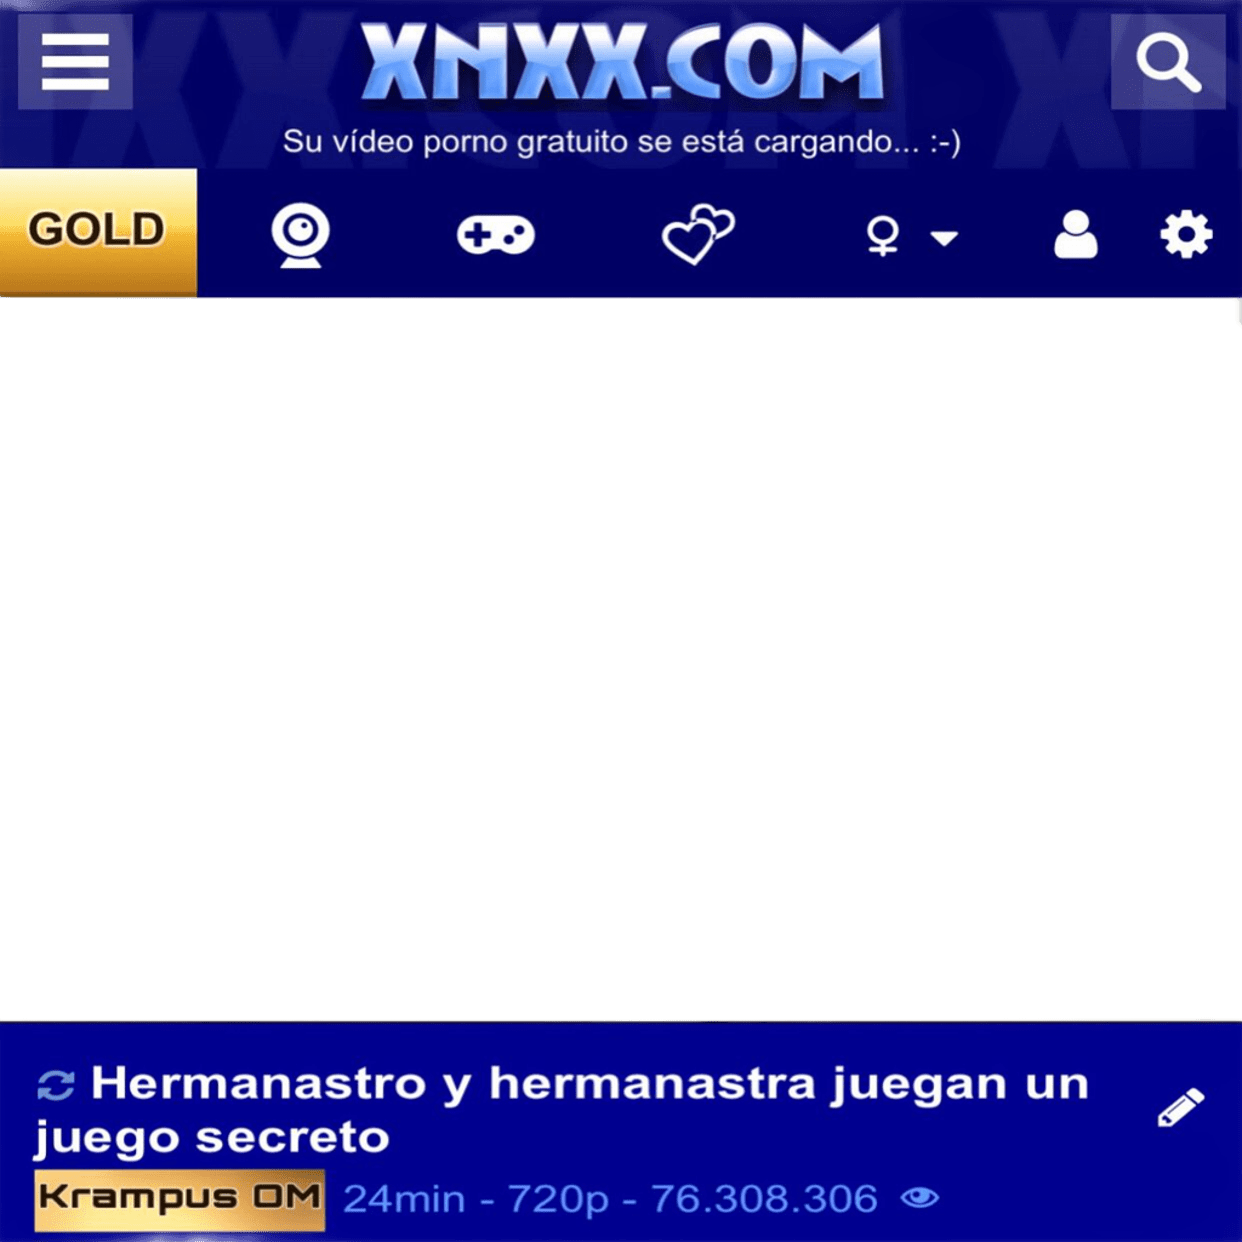 XNXX.COM
Su vídeo porno gratuito se está cargando... :-)
GOLD
Hermanastro y hermanastra juegan un
juego secreto
Krampus OM 24min - 720p - 76.308.306